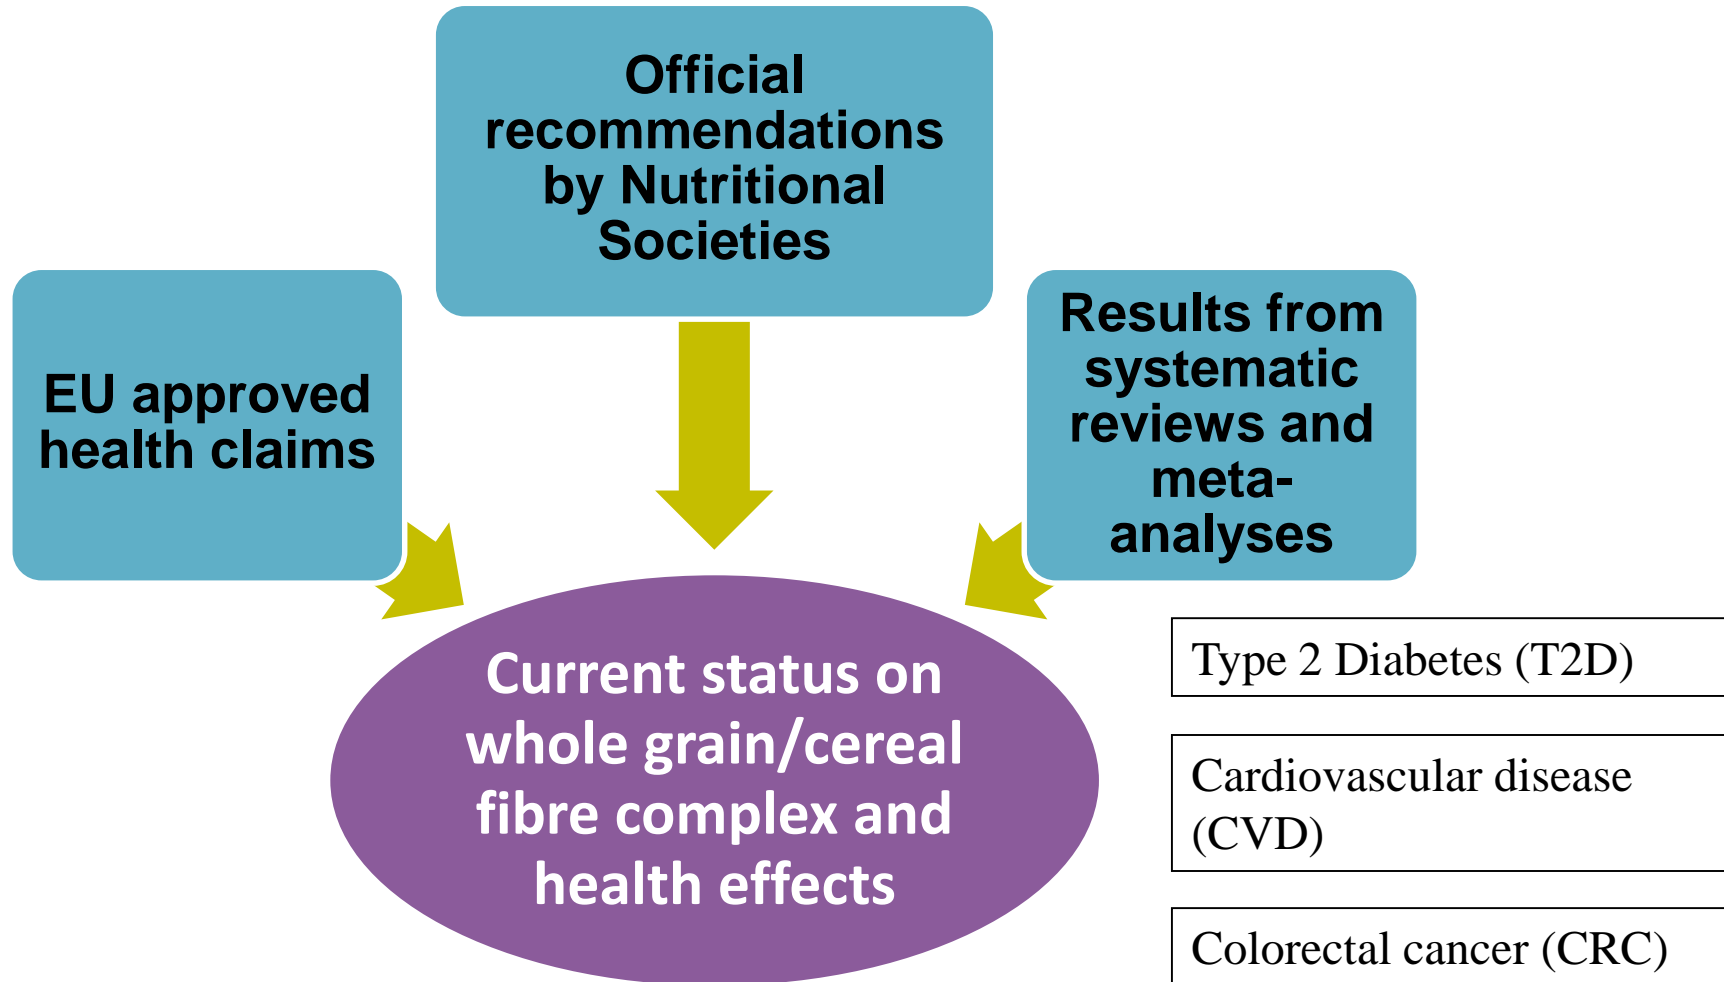 Official
recommendations
by Nutritional
Societies
EU approved
health claims
Results from
systematic
reviews and
meta-
analyses
Current status on
whole grain/cereal
fibre complex and
health effects
Type 2 Diabetes (T2D)
Cardiovascular disease
(CVD)
Colorectal cancer (CRC)